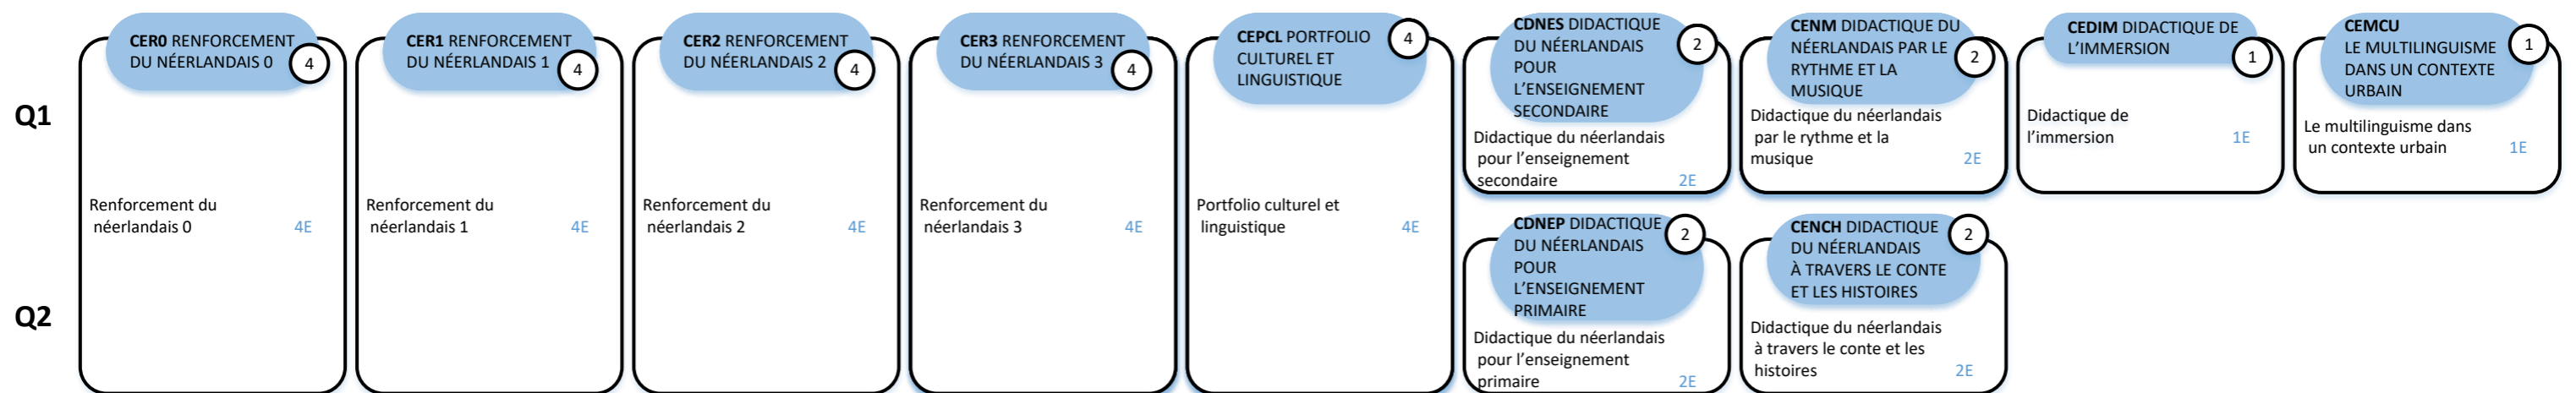 Q1
Q2
CER0 RENFORCEMENT
DU NÉERLANDAIS 0
4
Renforcement du
néerlandais 0
4E
CER1 RENFORCEMENT
DU NÉERLANDAIS 1
4
Renforcement du
néerlandais 1
4E
CER2 RENFORCEMENT
DU NÉERLANDAIS 2
4
Renforcement du
néerlandais 2
4E
CER3 RENFORCEMENT
DU NÉERLANDAIS 3
4
Renforcement du
néerlandais 3
4E
CEPCL PORTFOLIO
CULTUREL ET
LINGUISTIQUE
4
Portfolio culturel et
linguistique
4E
CDNES DIDACTIQUE
DU NÉERLANDAIS
POUR
L’ENSEIGNEMENT
SECONDAIRE
2
Didactique du néerlandais
pour l’enseignement
secondaire
2E
CDNEP DIDACTIQUE
DU NÉERLANDAIS
POUR
L’ENSEIGNEMENT
PRIMAIRE
2
Didactique du néerlandais
pour l’enseignement
primaire
2E
CENM DIDACTIQUE DU
NÉERLANDAIS PAR LE
RYTHME ET LA
MUSIQUE
2
Didactique du néerlandais
par le rythme et la
musique
2E
CENCH DIDACTIQUE
DU NÉERLANDAIS
À TRAVERS LE CONTE
ET LES HISTOIRES
2
Didactique du néerlandais
à travers le conte et les
histoires
2E
CEDIM DIDACTIQUE DE
L’IMMERSION
1
Didactique de
l’immersion
1E
CEMCU
LE MULTILINGUISME
DANS UN CONTEXTE
URBAIN
1
Le multilinguisme dans
un contexte urbain
1E